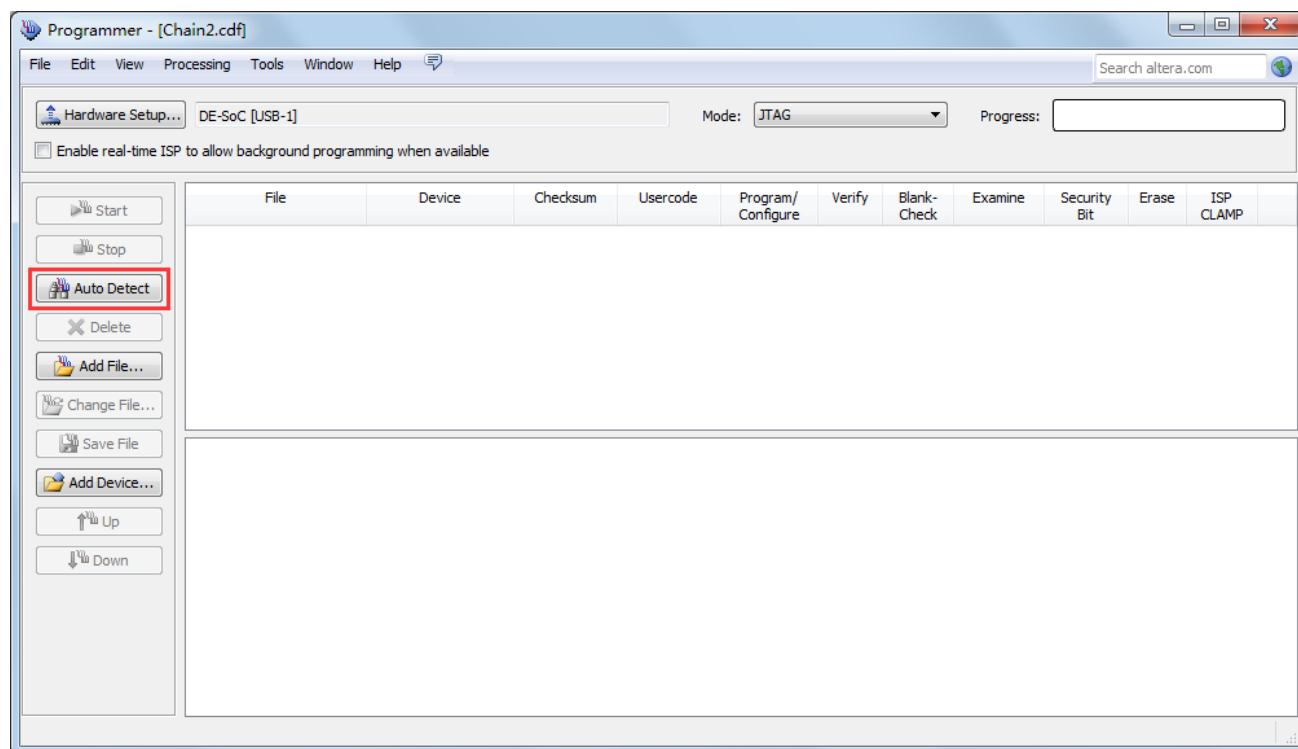 Programmer - [Chain2.cdf]
File Edit View Processing Tools Window Help
Search altera.com
Hardware Setup... DE-SoC [USB-1] Mode: JTAG Progress:
Enable real-time ISP to allow background programming when available
File Device Checksum Usercode Program/ Verify Blank- Examine Security Erase ISP
Configure Check Bit CLAMP
Start
Stop
Auto Detect
Delete
Add File...
Change File...
Save File
Add Device...
Up
Down